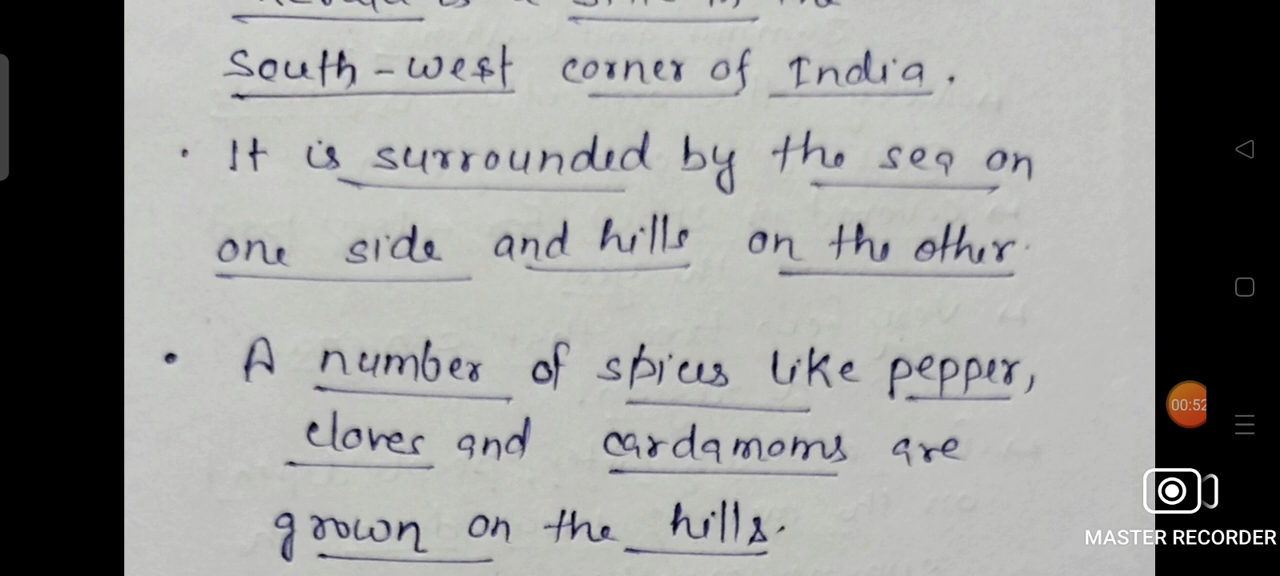 South-west corner of India.
• It is surrounded by the sea on
one side and hills on the other.
• A number of spices like pepper,
cloves and cardamoms are
grown on the hills.
00:52
MASTER RECORDER